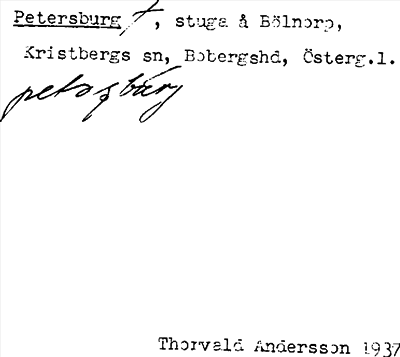 Petersburg †, stuga å Bölnorp,
Kristbergs sn, Bobergshd, Österg.l.
Thorvald Andersson 1937